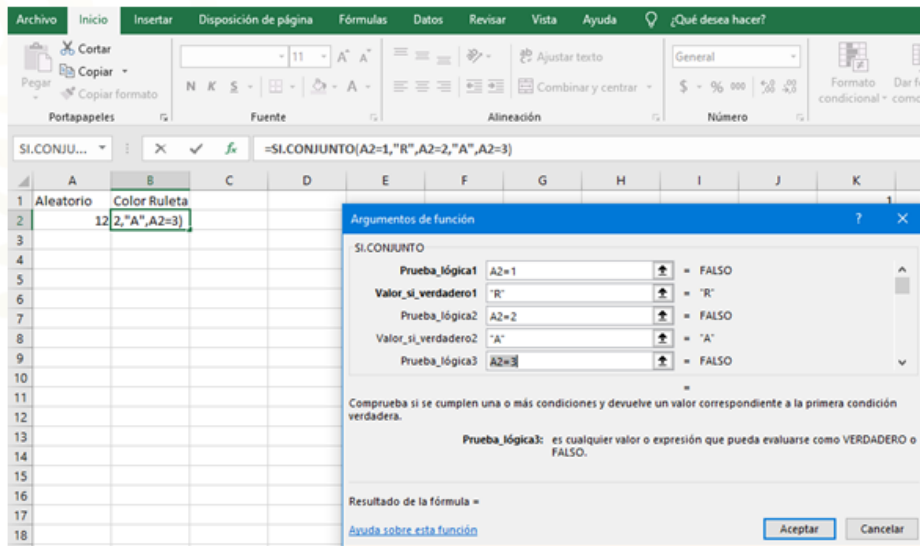 Archivo Inicio Insertar Disposición de página Fórmulas Datos Revisar Vista Ayuda ¿Qué desea hacer?
Pegar
Cortar
Copiar
Copiar formato
Portapapeles
11 A A
N K S A
Fuente
Ajustar texto
Combinar y centrar
Alineación
General
$ % 000
Número
Formato condicional
Dar
como
SI.CONJU... fx =SI.CONJUNTO(A2=1,"R",A2=2,"A",A2=3)
A B C D E F G H I J K
1 Aleatorio Color Ruleta 1
2 12 2,"A",A2=3)
3
4
5
6
7
8
9
10
11
12
13
14
15
16
17
18
Argumentos de función ? ×
SI.CONJUNTO
Prueba_lógica1 A2=1 = FALSO
Valor_si_verdadero1 "R" = "R"
Prueba_lógica2 A2=2 = FALSO
Valor_si_verdadero2 "A" = "A"
Prueba_lógica3 A2=3 = FALSO
=
Comprueba si se cumplen una o más condiciones y devuelve un valor correspondiente a la primera condición
verdadera.
Prueba_lógica3: es cualquier valor o expresión que pueda evaluarse como VERDADERO o
FALSO.
Resultado de la fórmula =
Ayuda sobre esta función
Aceptar Cancelar